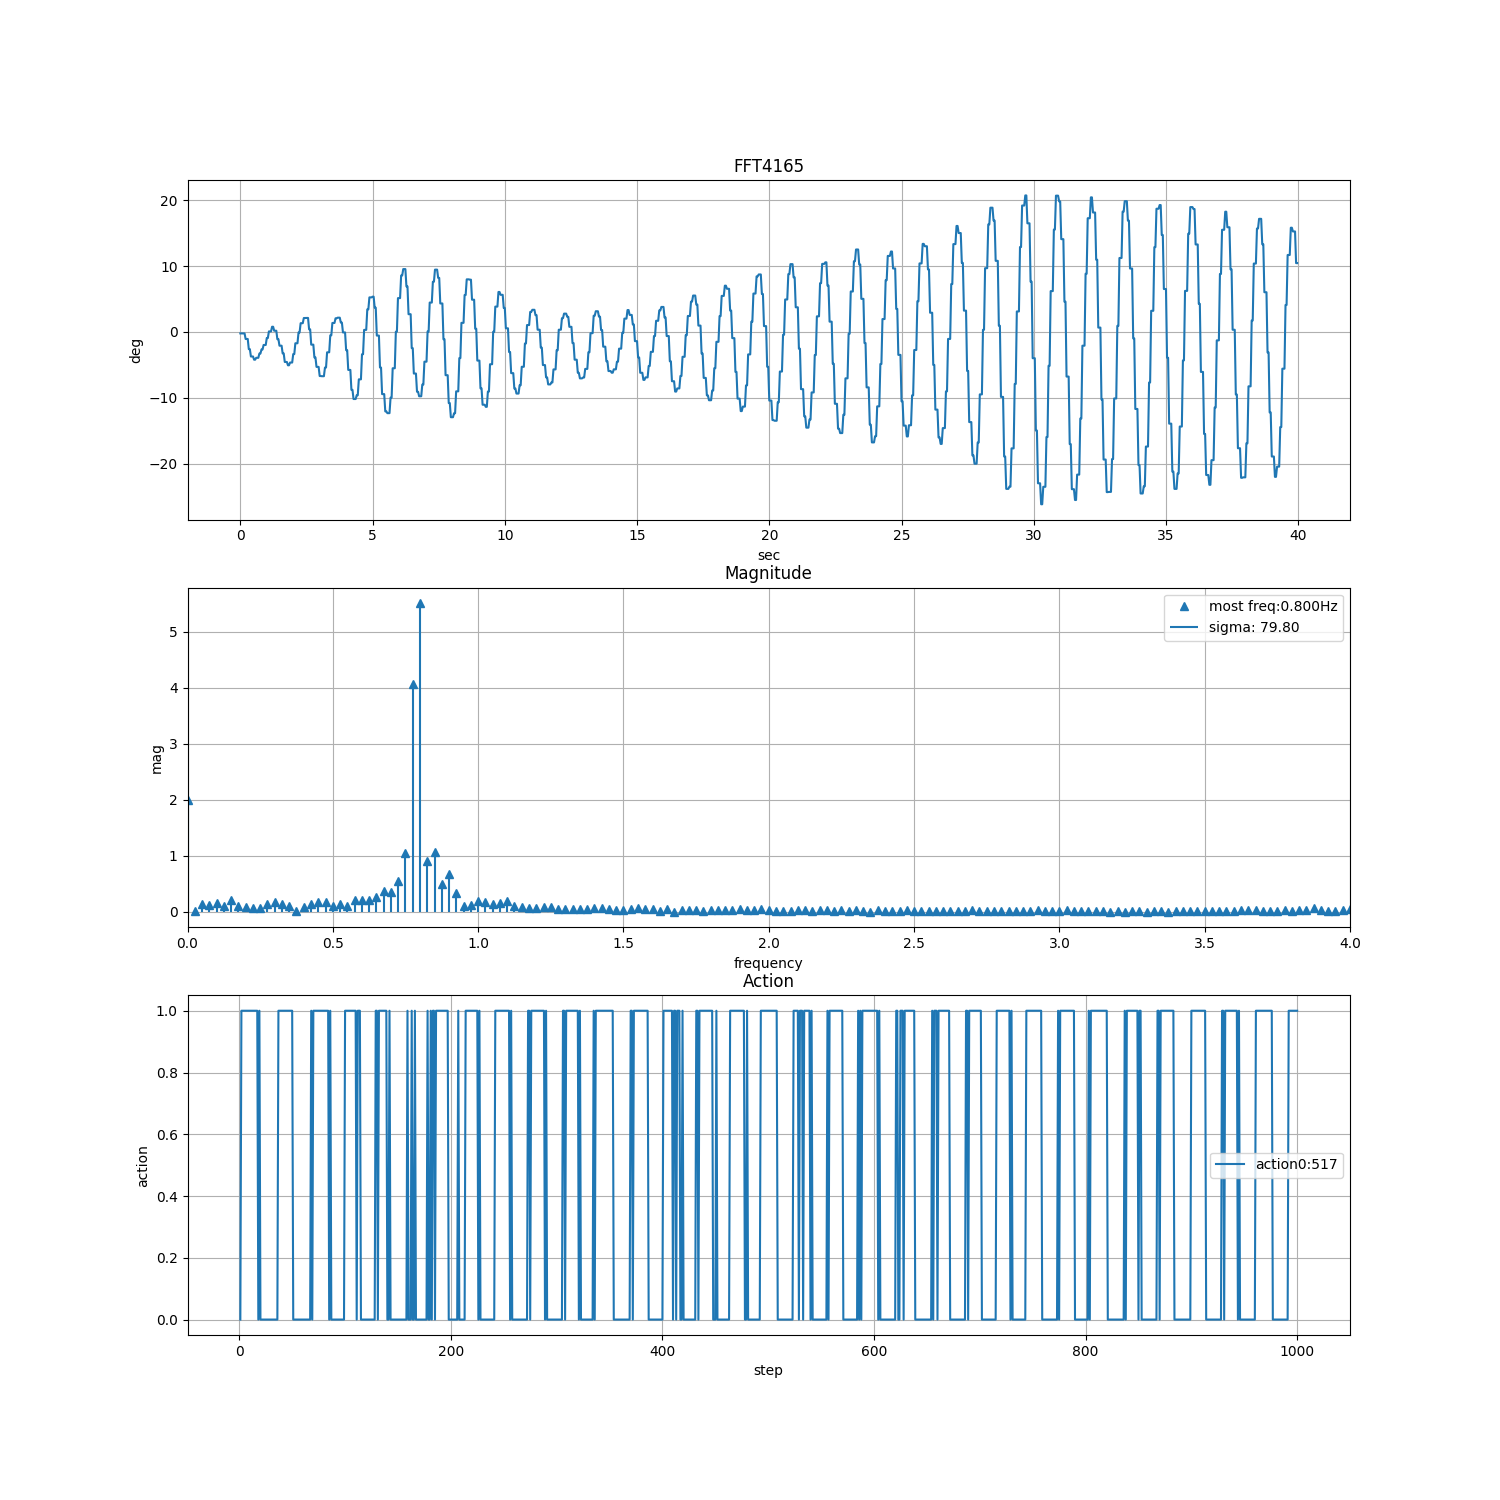 FFT4165
20
10
0
−10
−20
deg
0 5 10 15 20 25 30 35 40
sec
Magnitude
most freq:0.800Hz
sigma: 79.80
5
4
3
2
1
0
mag
0.0 0.5 1.0 1.5 2.0 2.5 3.0 3.5 4.0
frequency
Action
1.0
0.8
0.6
0.4
0.2
0.0
action
action0:517
0 200 400 600 800 1000
step